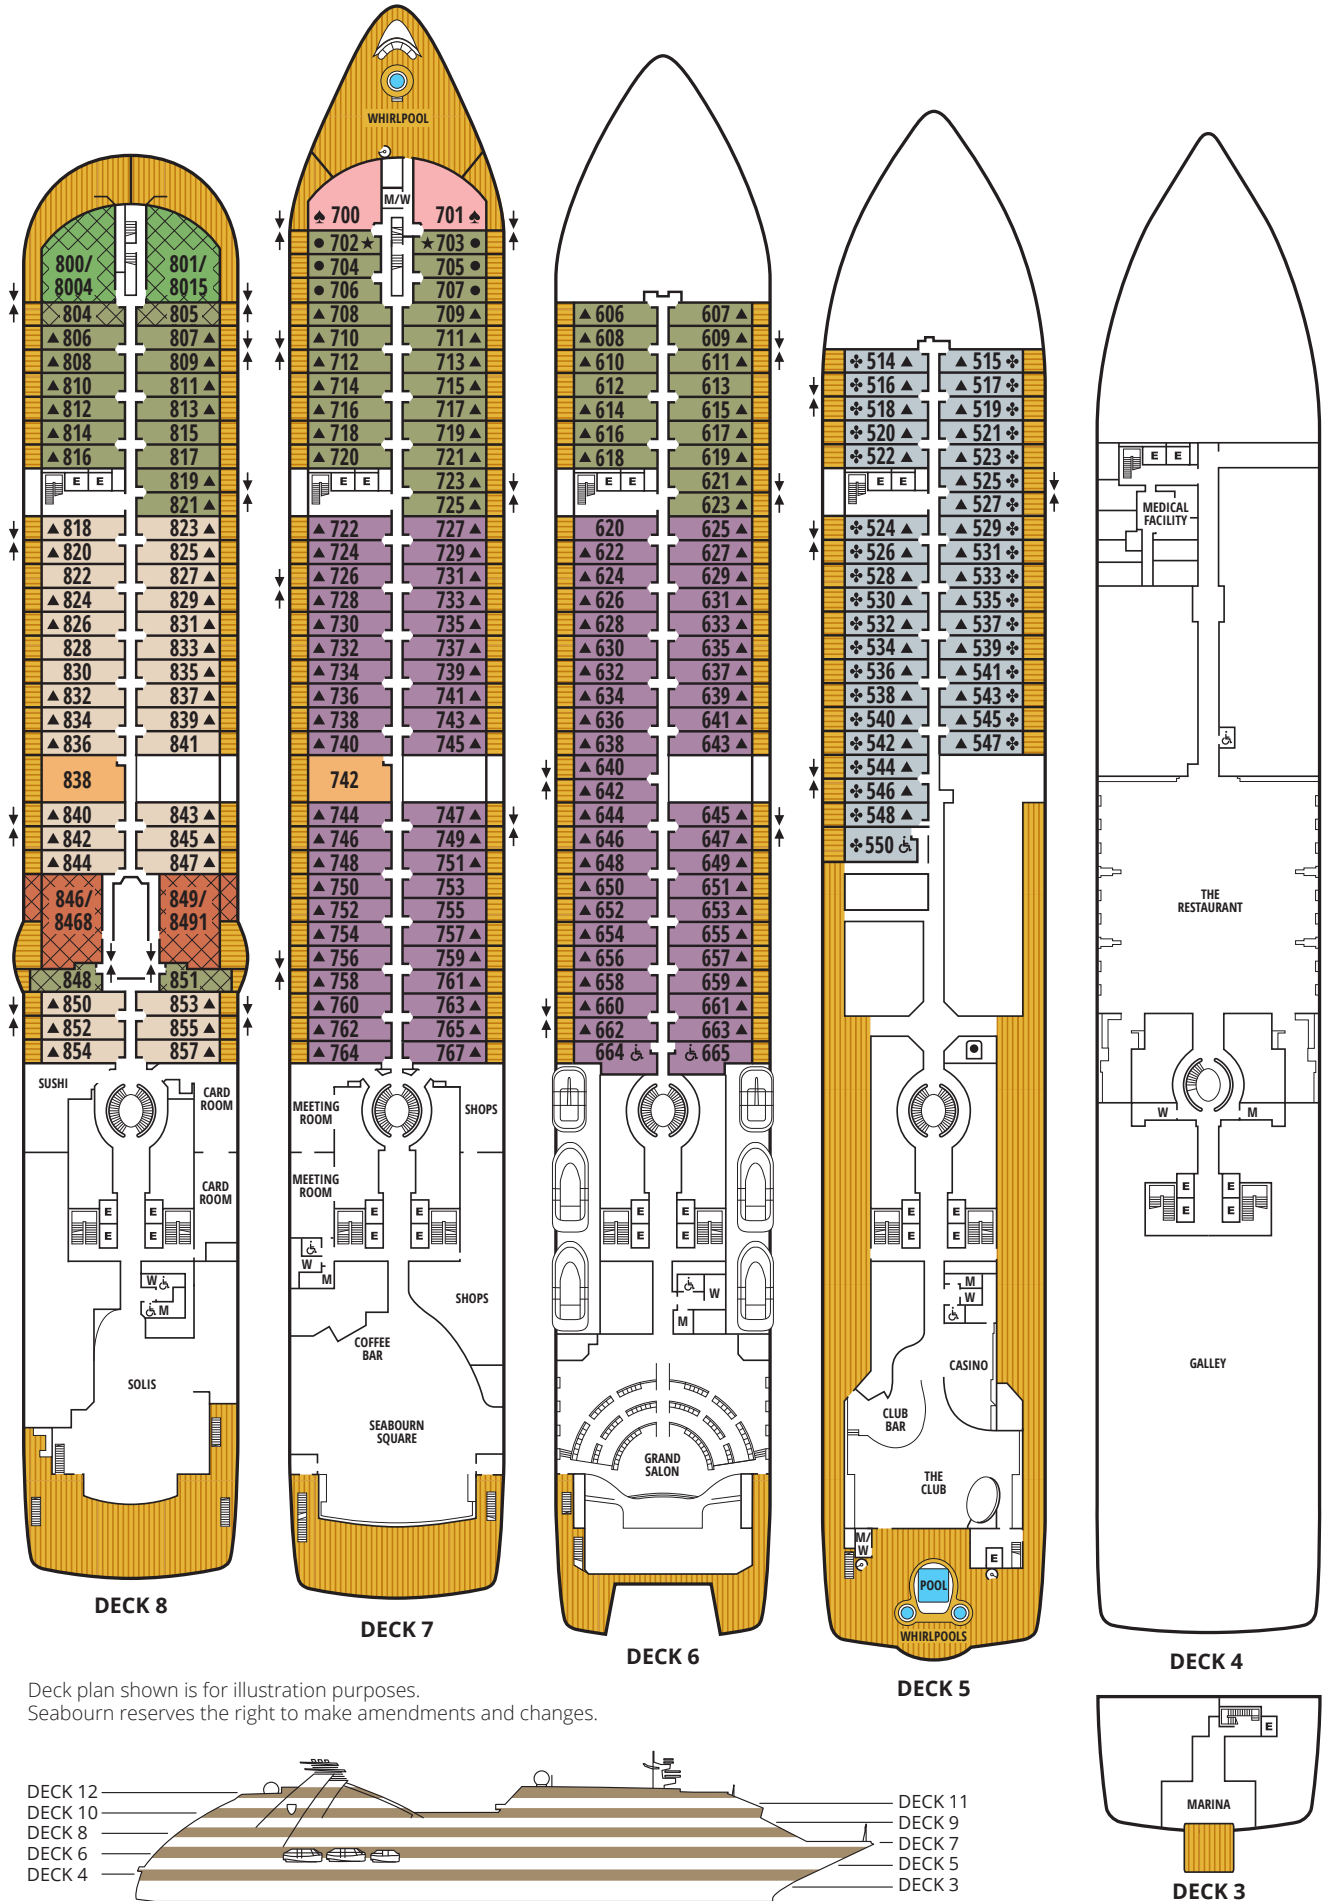 WHIRLPOOL
M/W
♠ 700
701 ♠
● 702 ★
★ 703 ●
● 704
705 ●
● 706
707 ●
▲ 708
709 ▲
▲ 710
711 ▲
▲ 712
713 ▲
▲ 714
715 ▲
▲ 716
717 ▲
▲ 718
719 ▲
▲ 720
721 ▲
E E
723 ▲
725 ▲
▲ 722
727 ▲
▲ 724
729 ▲
▲ 726
731 ▲
▲ 728
733 ▲
▲ 730
735 ▲
▲ 732
737 ▲
▲ 734
739 ▲
▲ 736
741 ▲
▲ 738
743 ▲
▲ 740
745 ▲
742
▲ 744
747 ▲
▲ 746
749 ▲
▲ 748
751 ▲
▲ 750
753
▲ 752
755
▲ 754
757 ▲
▲ 756
759 ▲
▲ 758
761 ▲
▲ 760
763 ▲
▲ 762
765 ▲
▲ 764
767 ▲
MEETING
ROOM
SHOPS
MEETING
ROOM
E
E
W
M
SHOPS
COFFEE
BAR
SEABOURN
SQUARE
DECK 7
800/
8004
801/
8015
804
805
▲ 806
807 ▲
▲ 808
809 ▲
▲ 810
811 ▲
▲ 812
813 ▲
▲ 814
815
▲ 816
817
E E
819 ▲
821 ▲
▲ 818
823 ▲
▲ 820
825 ▲
822
827 ▲
▲ 824
829 ▲
▲ 826
831 ▲
828
833 ▲
830
835 ▲
▲ 832
837 ▲
▲ 834
839 ▲
▲ 836
841
838
▲ 840
843 ▲
▲ 842
845 ▲
▲ 844
847 ▲
846/
8468
849/
8491
848
851
▲ 850
853 ▲
▲ 852
855 ▲
▲ 854
857 ▲
SUSHI
CARD
ROOM
CARD
ROOM
E E
E E
W
M
SOLIS
DECK 8
▲ 606
607 ▲
▲ 608
609 ▲
▲ 610
611 ▲
612
613
▲ 614
615 ▲
▲ 616
617 ▲
▲ 618
619 ▲
E E
621 ▲
623 ▲
620
625 ▲
▲ 622
627 ▲
▲ 624
629 ▲
▲ 626
631 ▲
▲ 628
633 ▲
▲ 630
635 ▲
▲ 632
637 ▲
▲ 634
639 ▲
▲ 636
641 ▲
▲ 638
643 ▲
▲ 640
▲ 642
▲ 644
645 ▲
▲ 646
647 ▲
▲ 648
649 ▲
▲ 650
651 ▲
▲ 652
653 ▲
▲ 654
655 ▲
▲ 656
657 ▲
▲ 658
659 ▲
▲ 660
661 ▲
▲ 662
663 ▲
664
665
E E
E E
W
M
GRAND
SALON
DECK 6
✤ 514 ▲
▲ 515 ✤
✤ 516 ▲
▲ 517 ✤
✤ 518 ▲
▲ 519 ✤
✤ 520 ▲
▲ 521 ✤
✤ 522 ▲
▲ 523 ✤
E E
▲ 525 ✤
▲ 527 ✤
✤ 524 ▲
▲ 529 ✤
✤ 526 ▲
▲ 531 ✤
✤ 528 ▲
▲ 533 ✤
✤ 530 ▲
▲ 535 ✤
✤ 532 ▲
▲ 537 ✤
✤ 534 ▲
▲ 539 ✤
✤ 536 ▲
▲ 541 ✤
✤ 538 ▲
▲ 543 ✤
✤ 540 ▲
▲ 545 ✤
✤ 542 ▲
▲ 547 ✤
✤ 544 ▲
✤ 546 ▲
✤ 548 ▲
✤ 550
E E
E E
M
W
CASINO
CLUB
BAR
THE
CLUB
M/
W
E
POOL
WHIRLPOOLS
DECK 5
E E
MEDICAL
FACILITY
THE
RESTAURANT
W
M
E E
E E
GALLEY
DECK 4
E
MARINA
DECK 3
Deck plan shown is for illustration purposes.
Seabourn reserves the right to make amendments and changes.
DECK 12
DECK 10
DECK 8
DECK 6
DECK 4
DECK 11
DECK 9
DECK 7
DECK 5
DECK 3